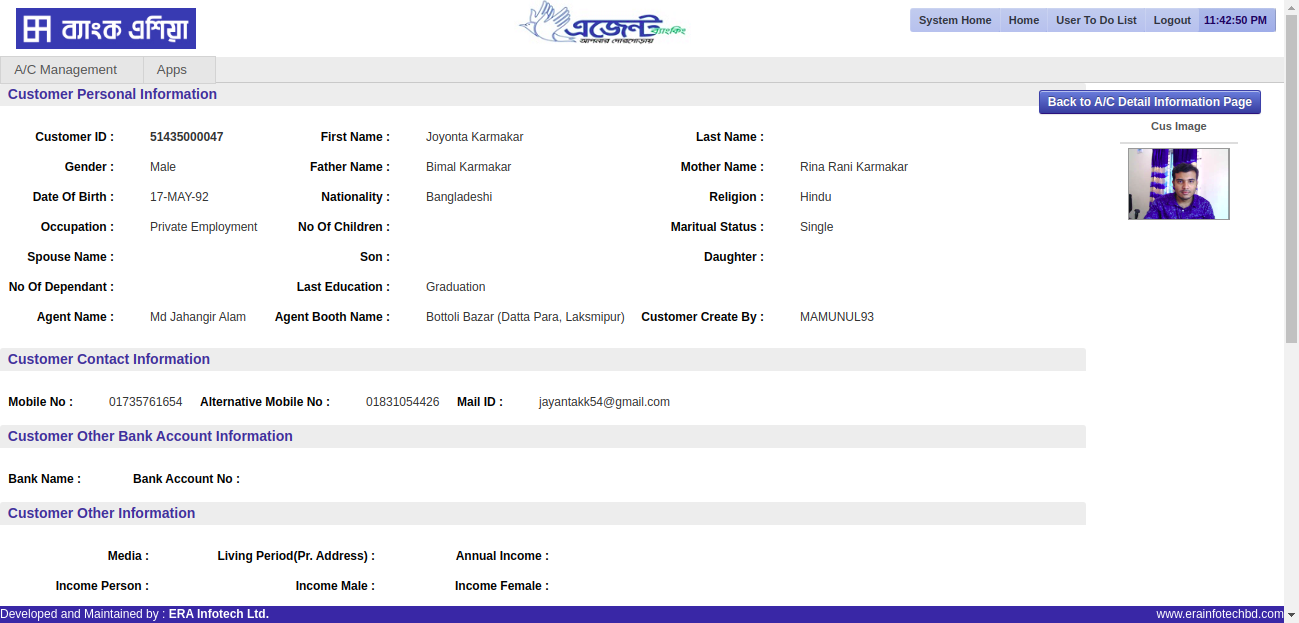 ব্যাংক এশিয়া
এজেন্ট ব্যাংকিং
আপনার দোরগোড়ায়
System Home Home User To Do List Logout 11:42:50 PM
A/C Management Apps
Customer Personal Information
Back to A/C Detail Information Page
Cus Image
Customer ID : 51435000047 First Name : Joyonta Karmakar Last Name :
Gender : Male Father Name : Bimal Karmakar Mother Name : Rina Rani Karmakar
Date Of Birth : 17-MAY-92 Nationality : Bangladeshi Religion : Hindu
Occupation : Private Employment No Of Children : Maritual Status : Single
Spouse Name : Son : Daughter :
No Of Dependant : Last Education : Graduation
Agent Name : Md Jahangir Alam Agent Booth Name : Bottoli Bazar (Datta Para, Laksmipur) Customer Create By : MAMUNUL93
Customer Contact Information
Mobile No : 01735761654 Alternative Mobile No : 01831054426 Mail ID : jayantakk54@gmail.com
Customer Other Bank Account Information
Bank Name : Bank Account No :
Customer Other Information
Media : Living Period(Pr. Address) : Annual Income :
Income Person : Income Male : Income Female :
Developed and Maintained by : ERA Infotech Ltd. www.erainfotechbd.com